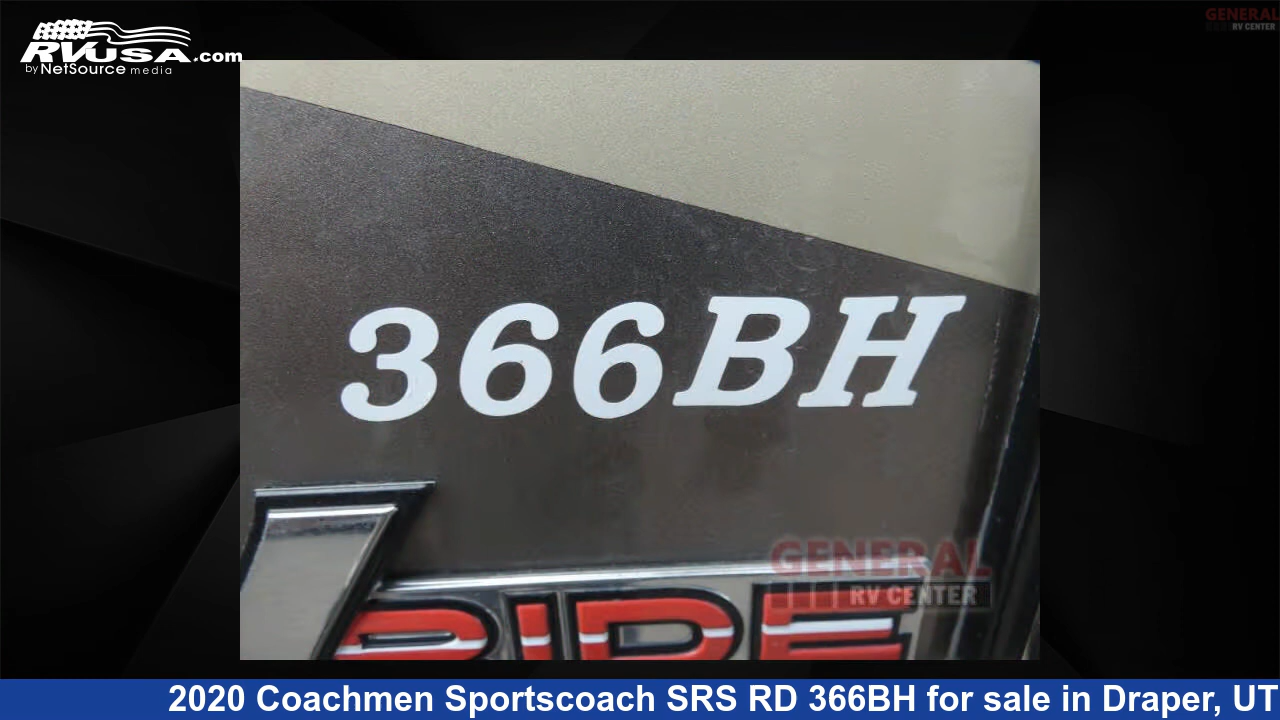 RVUSA.com
by NetSource media
GENERAL
RV CENTER
366BH
GENERAL
RV CENTER
RIDE
2020 Coachmen Sportscoach SRS RD 366BH for sale in Draper, UT